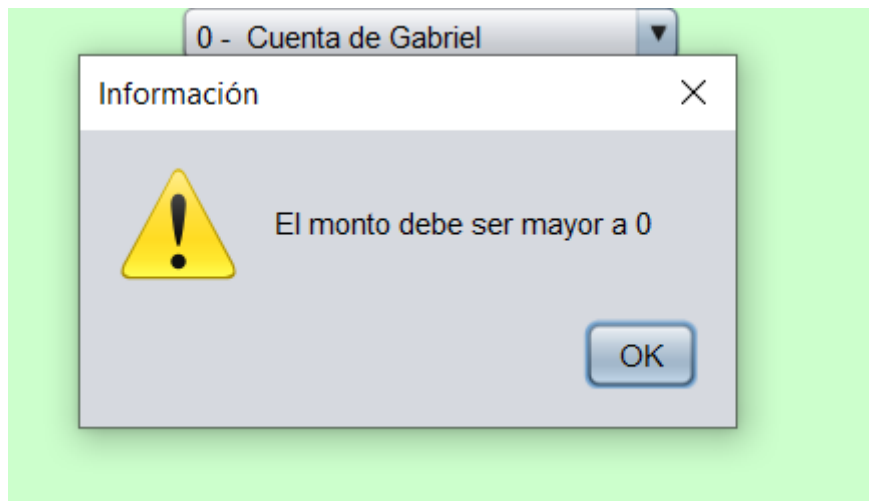 0 - Cuenta de Gabriel
Información
El monto debe ser mayor a 0
OK